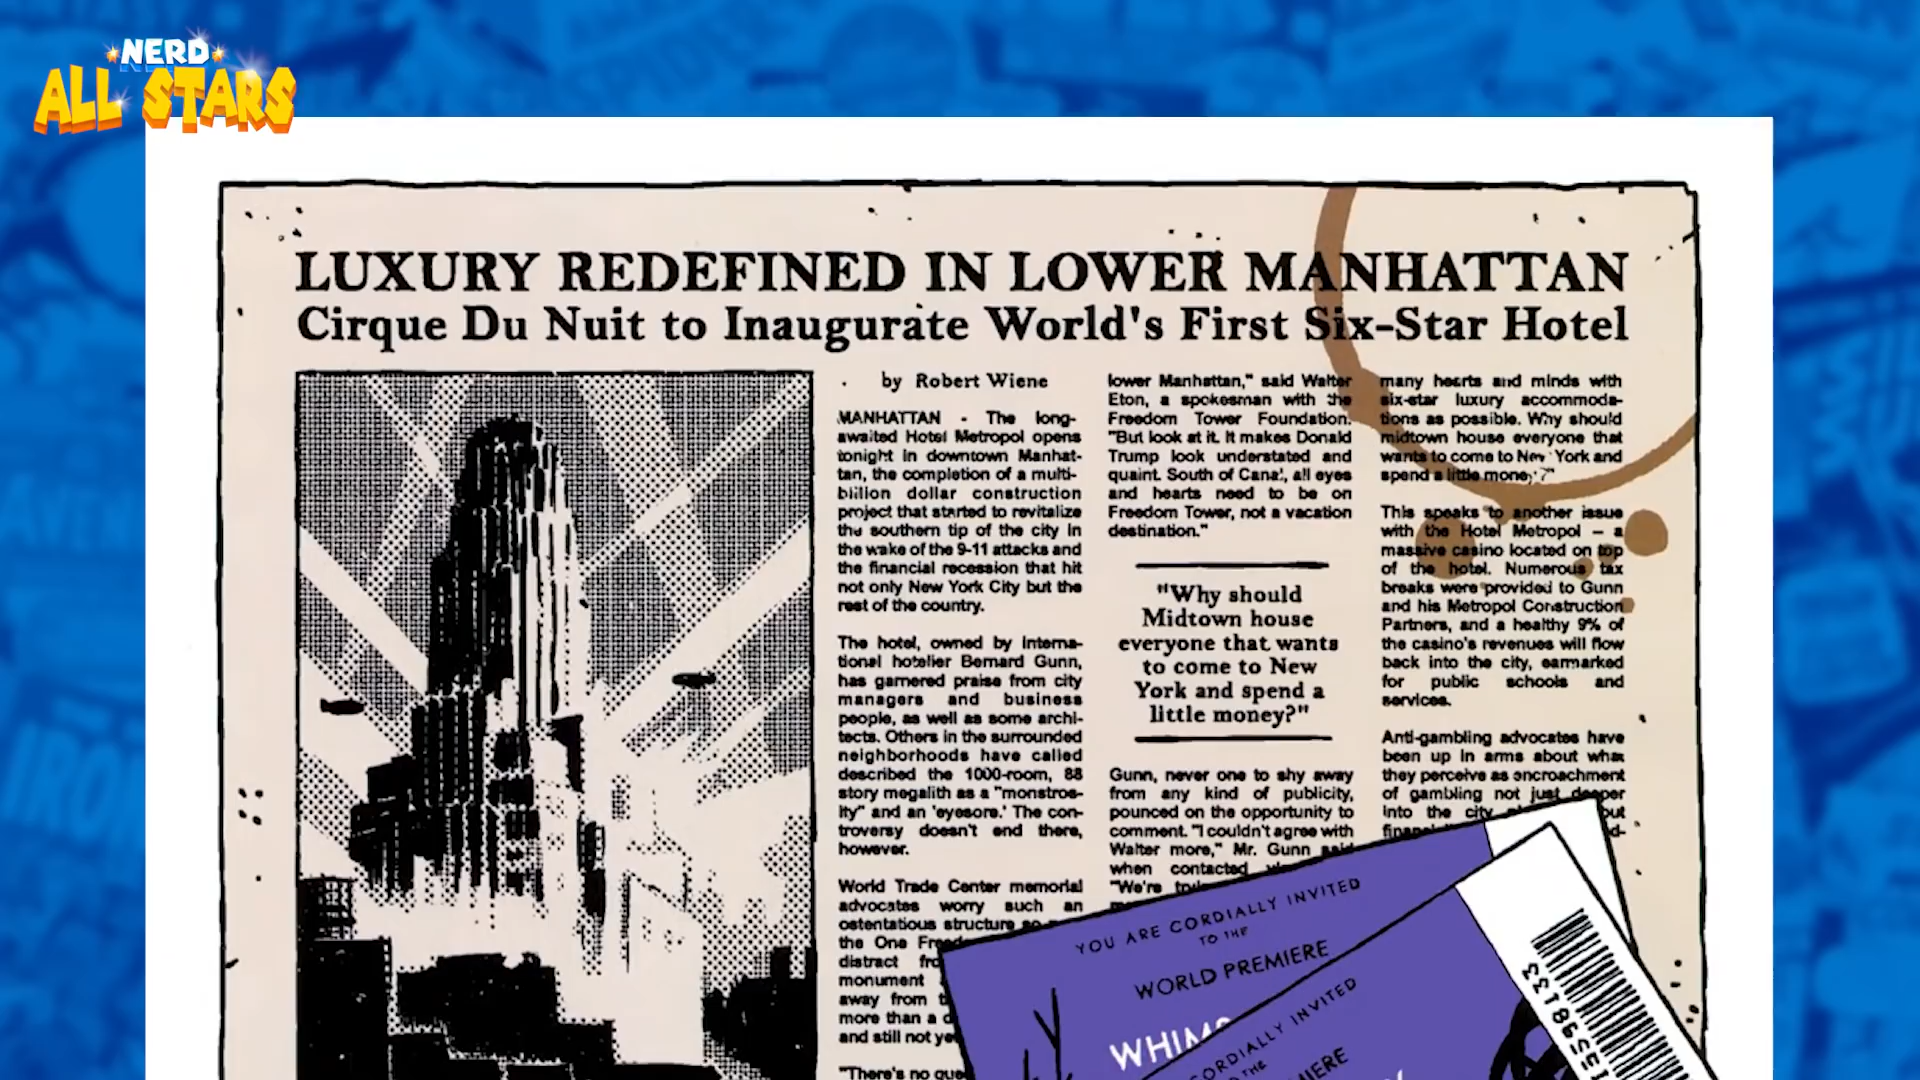 NERD
ALL STARS
LUXURY REDEFINED IN LOWER MANHATTAN
Cirque Du Nuit to Inaugurate World's First Six-Star Hotel
by Robert Wiene
MANHATTAN - The long-
awaited Hotel Metropol opens
tonight in downtown Manhat-
tan, the completion of a multi-
billion dollar construction
project that started to revitalize
the southern tip of the city in
the wake of the 9-11 attacks and
the financial recession that hit
not only New York City but the
rest of the country.
The hotel, owned by interna-
tional hotelier Bernard Gunn,
has garnered praise from city
managers and business
people, as well as some archi-
tects. Others in the surrounded
neighborhoods have called
described the 1000-room, 88
story megalith as a "monstros-
ity" and an 'eyesore.' The con-
troversy doesn't end there,
however.
World Trade Center memorial
advocates worry such an
ostentatious structure so
the One
distract
monument
away from
more than a
and still not
"There's no
lower Manhattan," said Walter
Eton, a spokesman with the
Freedom Tower Foundation.
"But look at it. It makes Donald
Trump look understated and
quaint. South of Canal, all eyes
and hearts need to be on
Freedom Tower, not a vacation
destination."
"Why should
Midtown house
everyone that wants
to come to New
York and spend a
little money?"
Gunn, never one to shy away
from any kind of publicity,
pounced on the opportunity to
comment. "I couldn't agree with
Walter more," Mr. Gunn said
when contacted
"We're
many hearts and minds with
six-star luxury accommoda-
tions as possible. Why should
midtown house everyone that
wants to come to New York and
spend a little money?"
This speaks to another issue
with the Hotel Metropol – a
massive casino located on top
of the hotel. Numerous tax
breaks were provided to Gunn
and his Metropol Construction
Partners, and a healthy 9% of
the casino's revenues will flow
back into the city, earmarked
for public schools and
services.
Anti-gambling advocates have
been up in arms about what
they perceive as encroachment
of gambling not just deeper
into the city
YOU ARE CORDIALLY INVITED
TO THE
WORLD PREMIERE
WHIMS
CORDIALLY INVITED
THE
MIERE